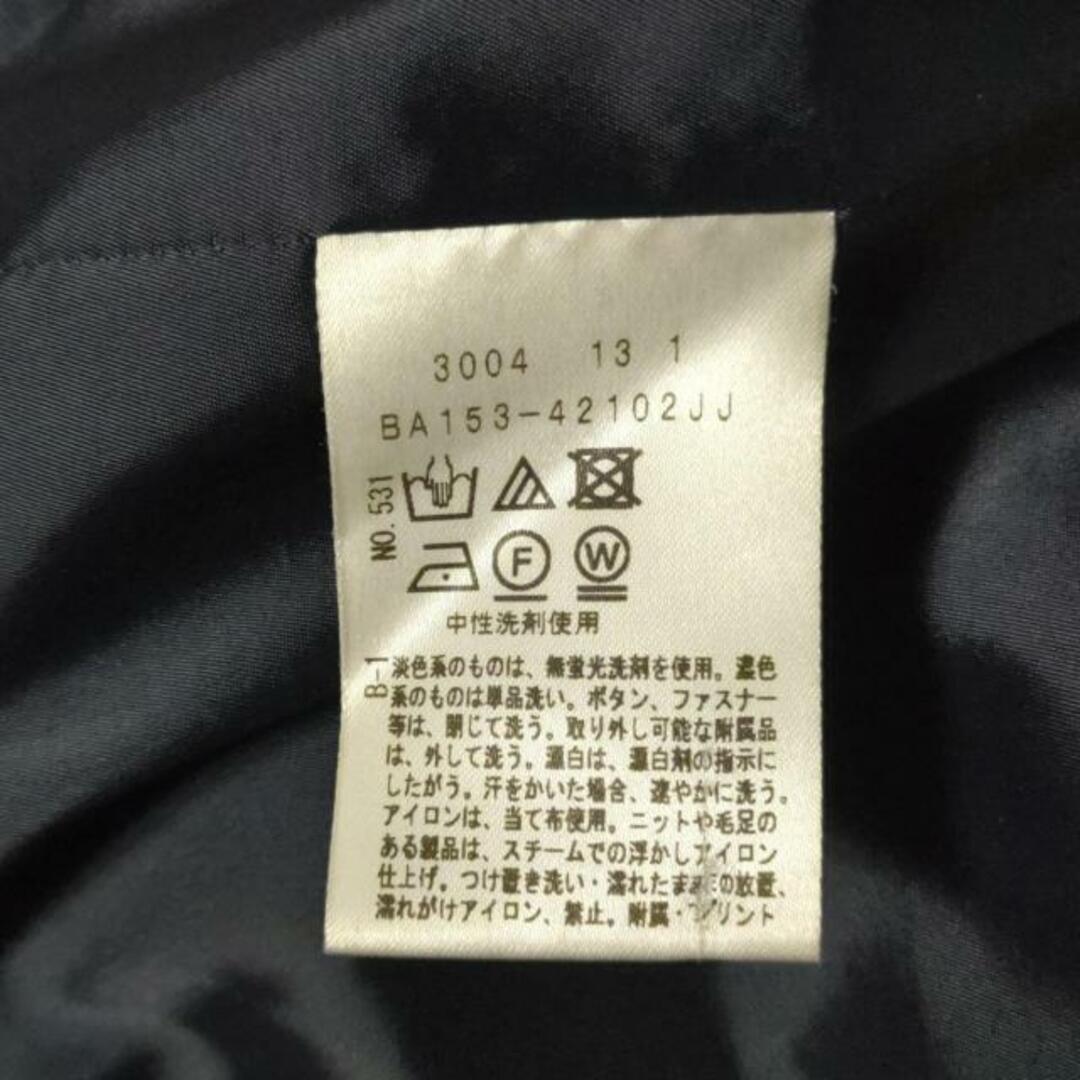 3004 13 1
BA153-42102JJ
NO.531
F W
中性洗剤使用
B-1
淡色系のものは、無蛍光洗剤を使用。濃色
系のものは単品洗い。ボタン、ファスナー
等は、閉じて洗う。取り外し可能な附属品
は、外して洗う。漂白は、漂白剤の指示に
したがう。汗をかいた場合、速やかに洗う。
アイロンは、当て布使用。ニットや毛足の
ある製品は、スチームでの浮かしアイロン
仕上げ。つけ置き洗い・濡れたままの放置、
濡れがけアイロン、禁止。附属・プリント